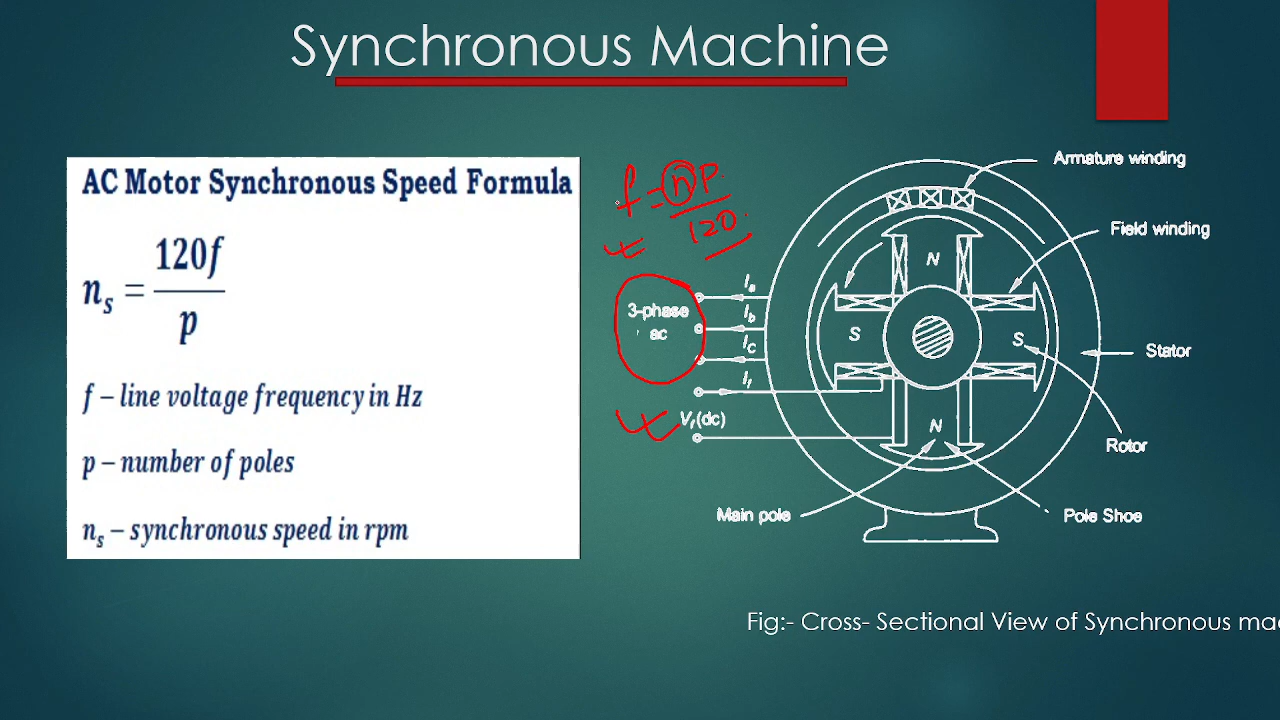 Synchronous Machine
AC Motor Synchronous Speed Formula
n_s = 120f / p
f – line voltage frequency in Hz
p – number of poles
n_s – synchronous speed in rpm
f = nP / 120
3-phase
ac
I_a
I_b
I_C
I_f
V_f (dc)
N
S
S
N
Armature winding
Field winding
Stator
Rotor
Main pole
Pole Shoe
Fig:- Cross- Sectional View of Synchronous ma